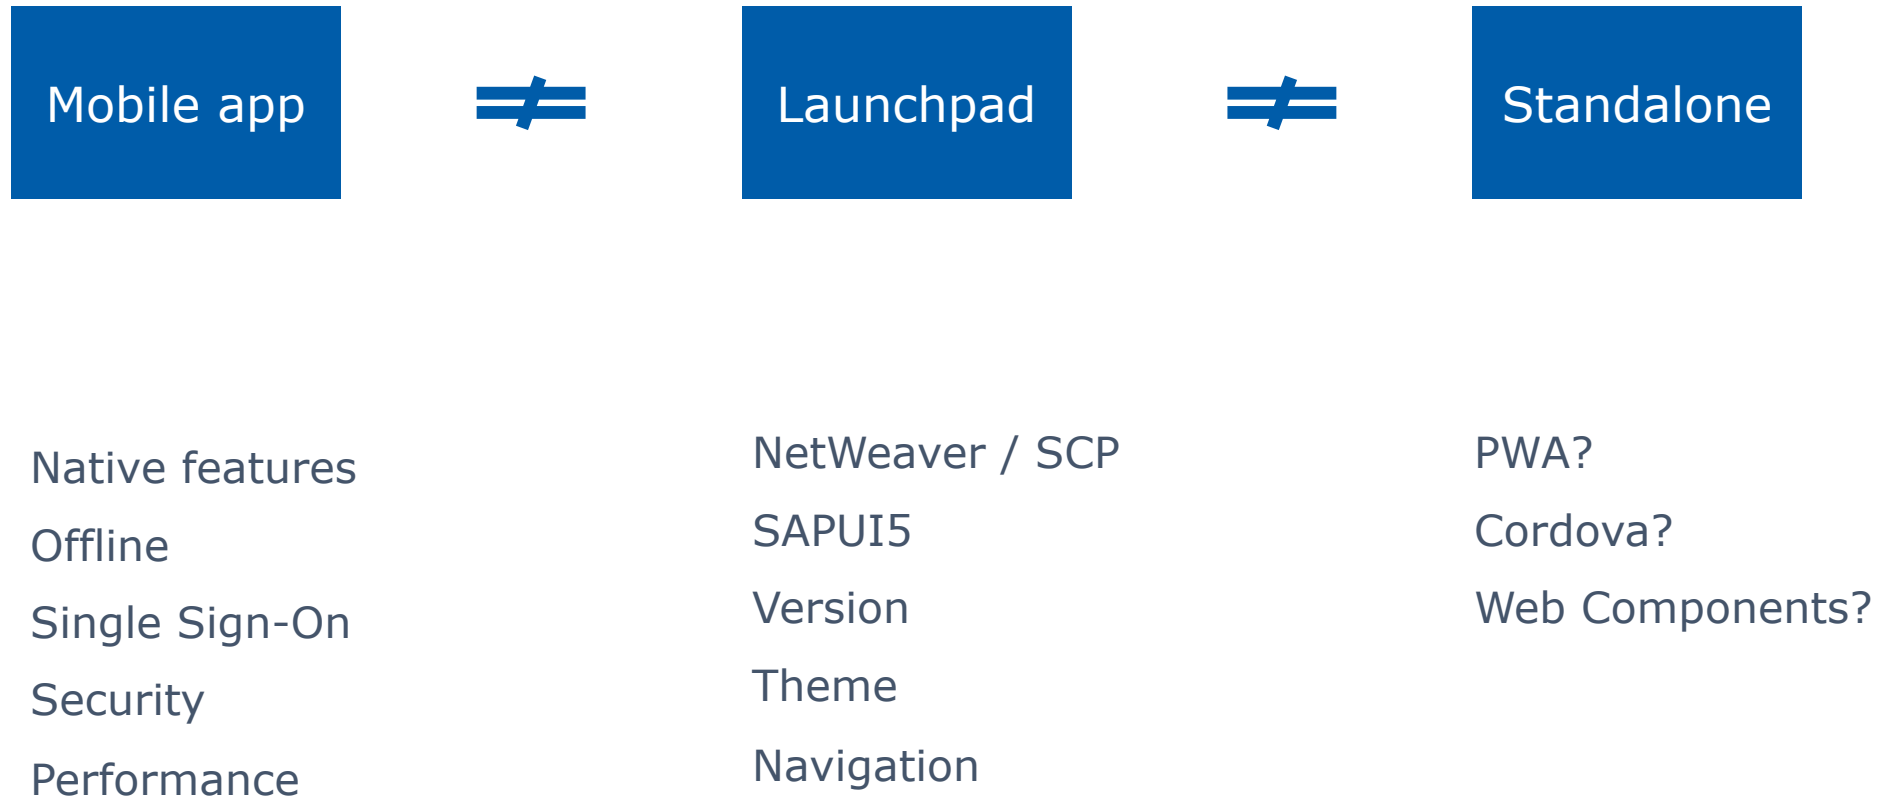 Mobile app
≠
Launchpad
≠
Standalone
Native features
Offline
Single Sign-On
Security
Performance
NetWeaver / SCP
SAPUI5
Version
Theme
Navigation
PWA?
Cordova?
Web Components?